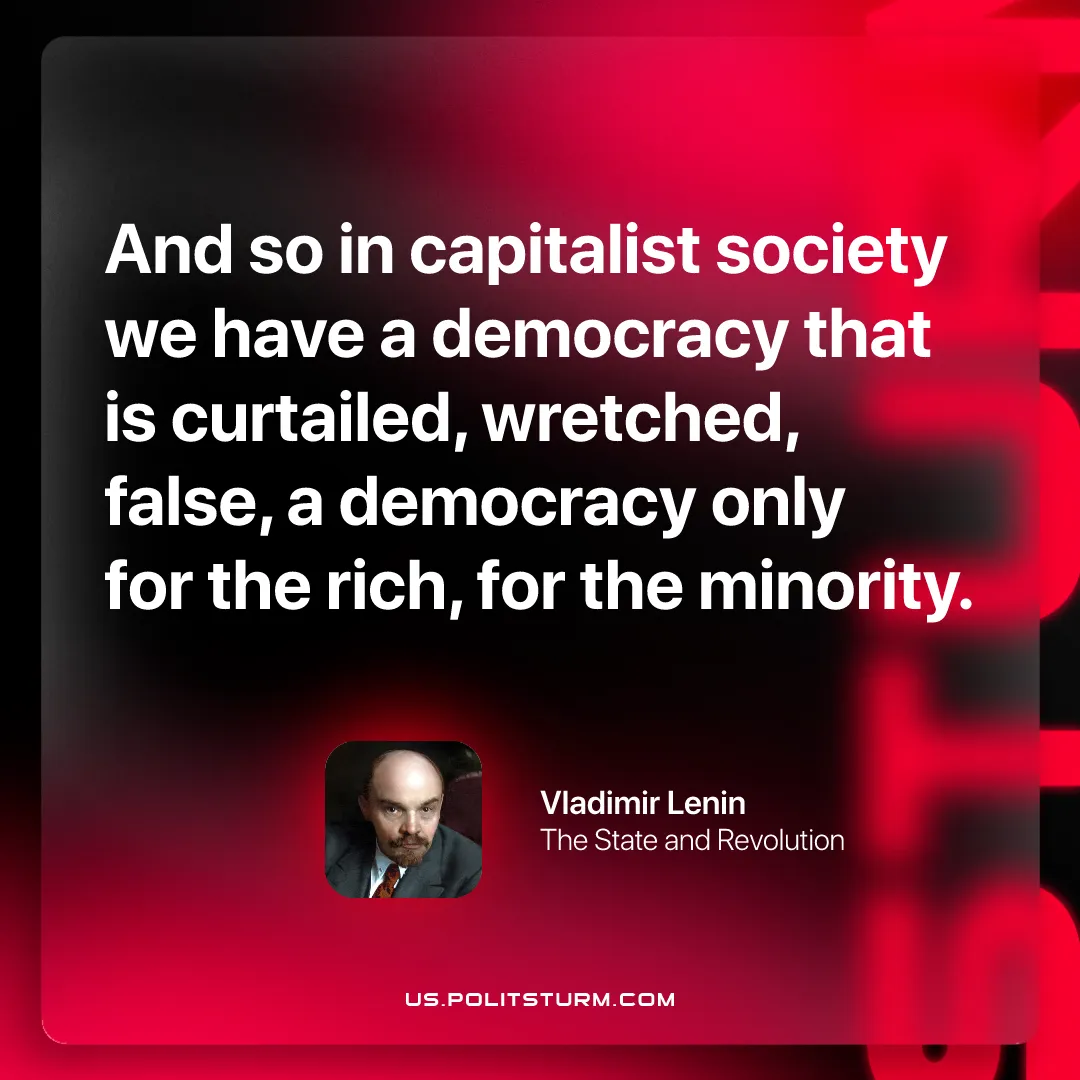 And so in capitalist society
we have a democracy that
is curtailed, wretched,
false, a democracy only
for the rich, for the minority.
Vladimir Lenin
The State and Revolution
US.POLITSTURM.COM